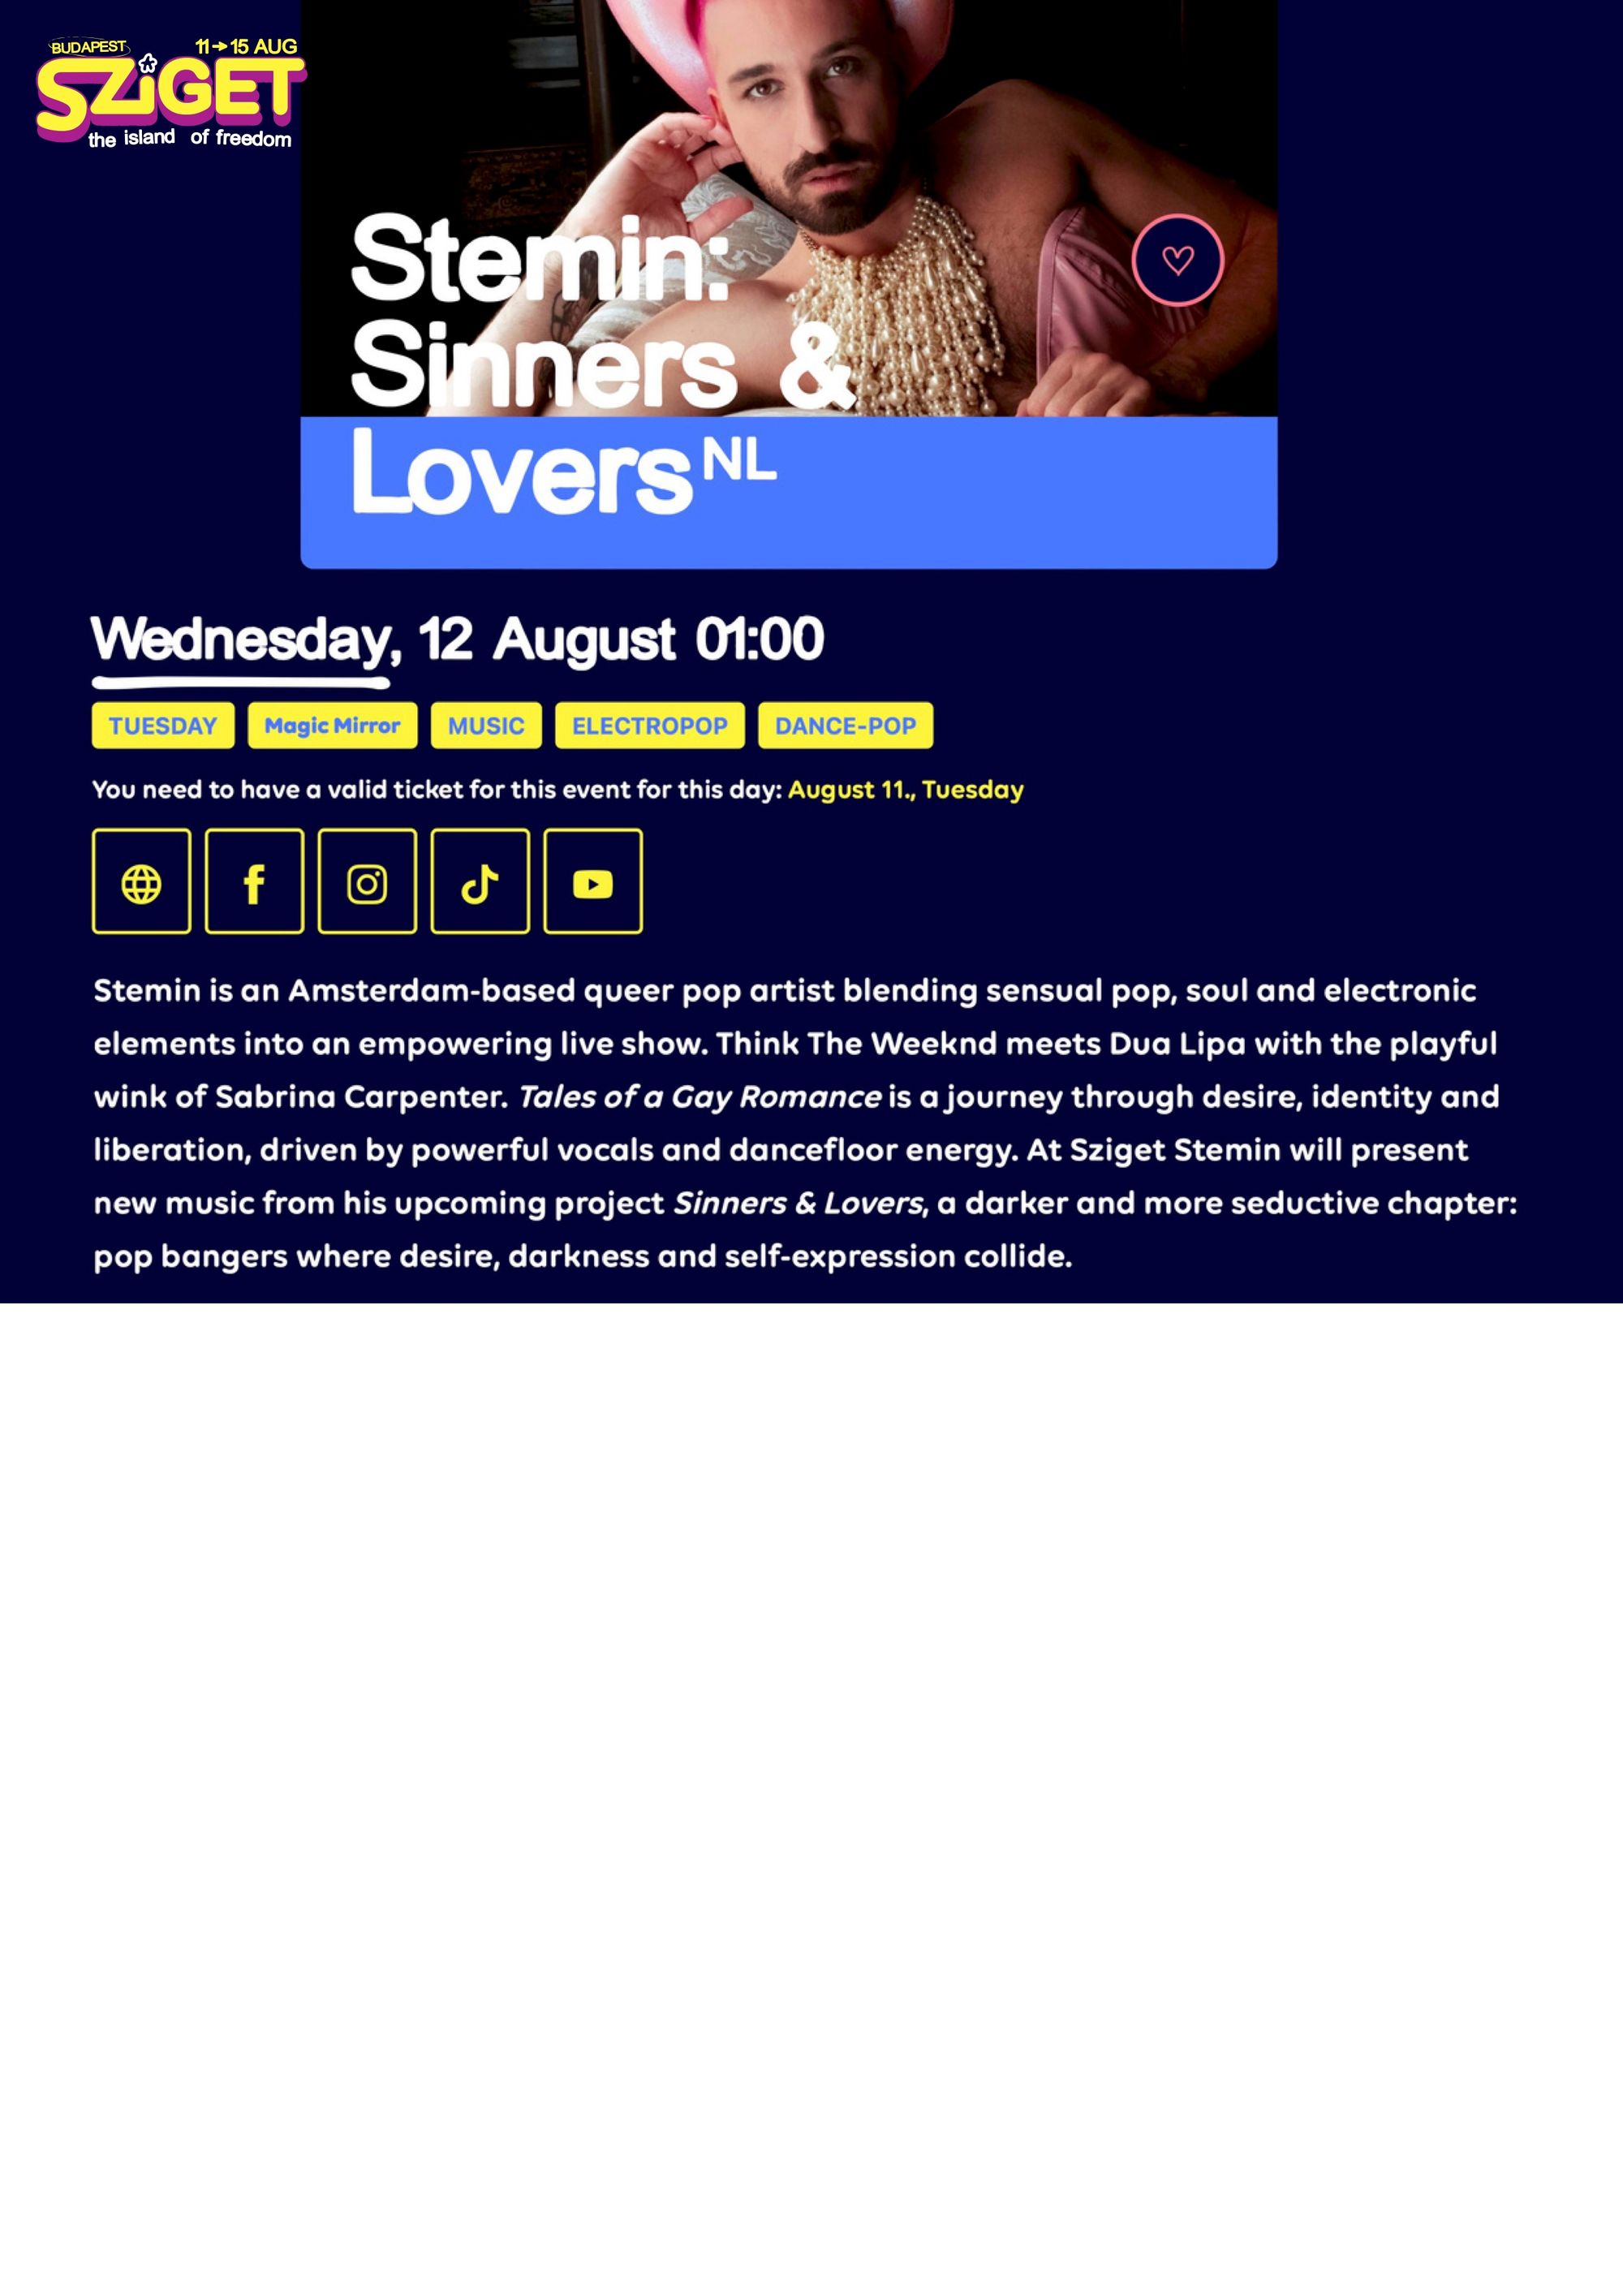 BUDAPEST
11→15 AUG
SZiGET
the island of freedom
Stemin:
Sinners &
Lovers NL
Wednesday, 12 August 01:00
TUESDAY Magic Mirror MUSIC ELECTROPOP DANCE-POP
You need to have a valid ticket for this event for this day: August 11., Tuesday
Stemin is an Amsterdam-based queer pop artist blending sensual pop, soul and electronic
elements into an empowering live show. Think The Weeknd meets Dua Lipa with the playful
wink of Sabrina Carpenter. Tales of a Gay Romance is a journey through desire, identity and
liberation, driven by powerful vocals and dancefloor energy. At Sziget Stemin will present
new music from his upcoming project Sinners & Lovers, a darker and more seductive chapter:
pop bangers where desire, darkness and self-expression collide.